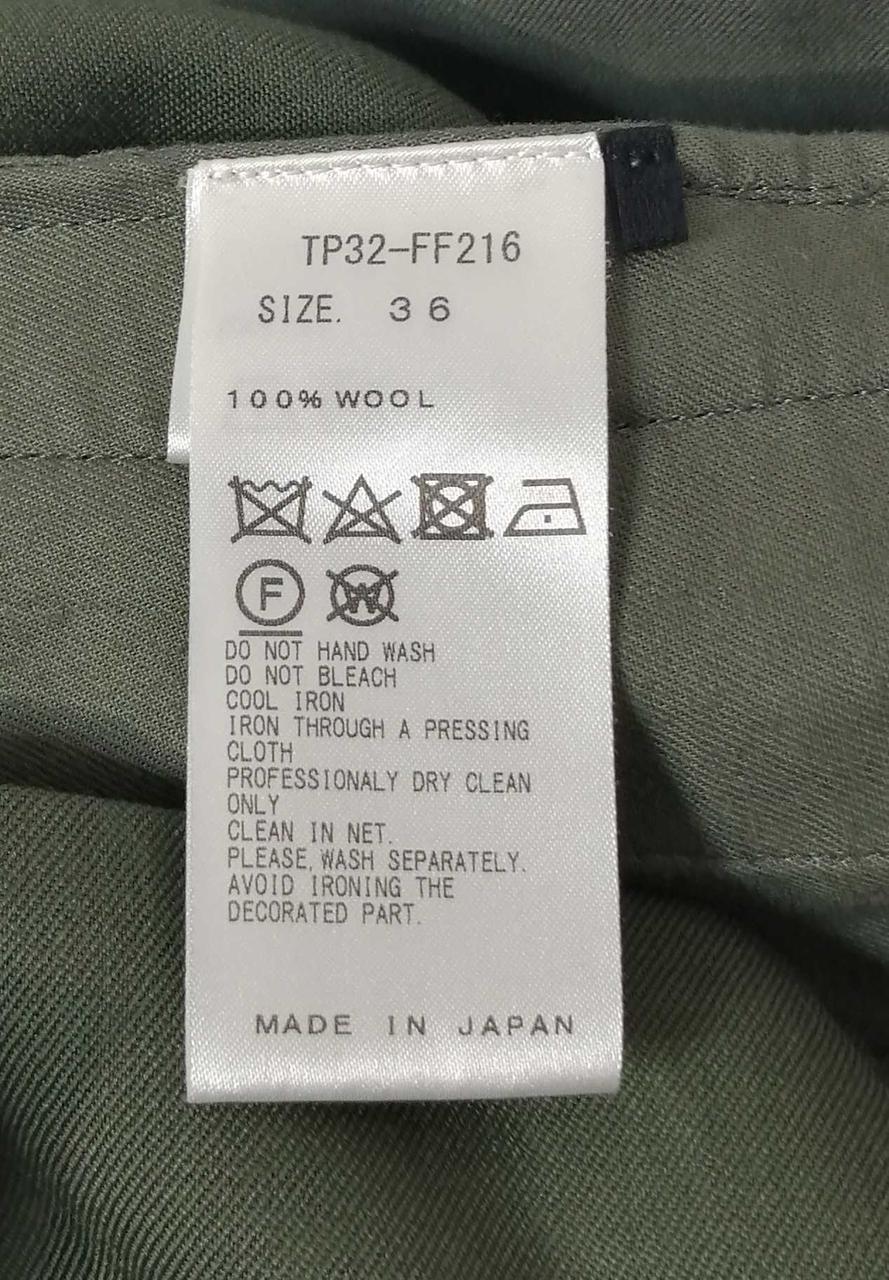 TP32-FF216
SIZE. 36
100% WOOL
F W
DO NOT HAND WASH
DO NOT BLEACH
COOL IRON
IRON THROUGH A PRESSING
CLOTH
PROFESSIONALY DRY CLEAN
ONLY
CLEAN IN NET.
PLEASE,WASH SEPARATELY.
AVOID IRONING THE
DECORATED PART.
MADE IN JAPAN